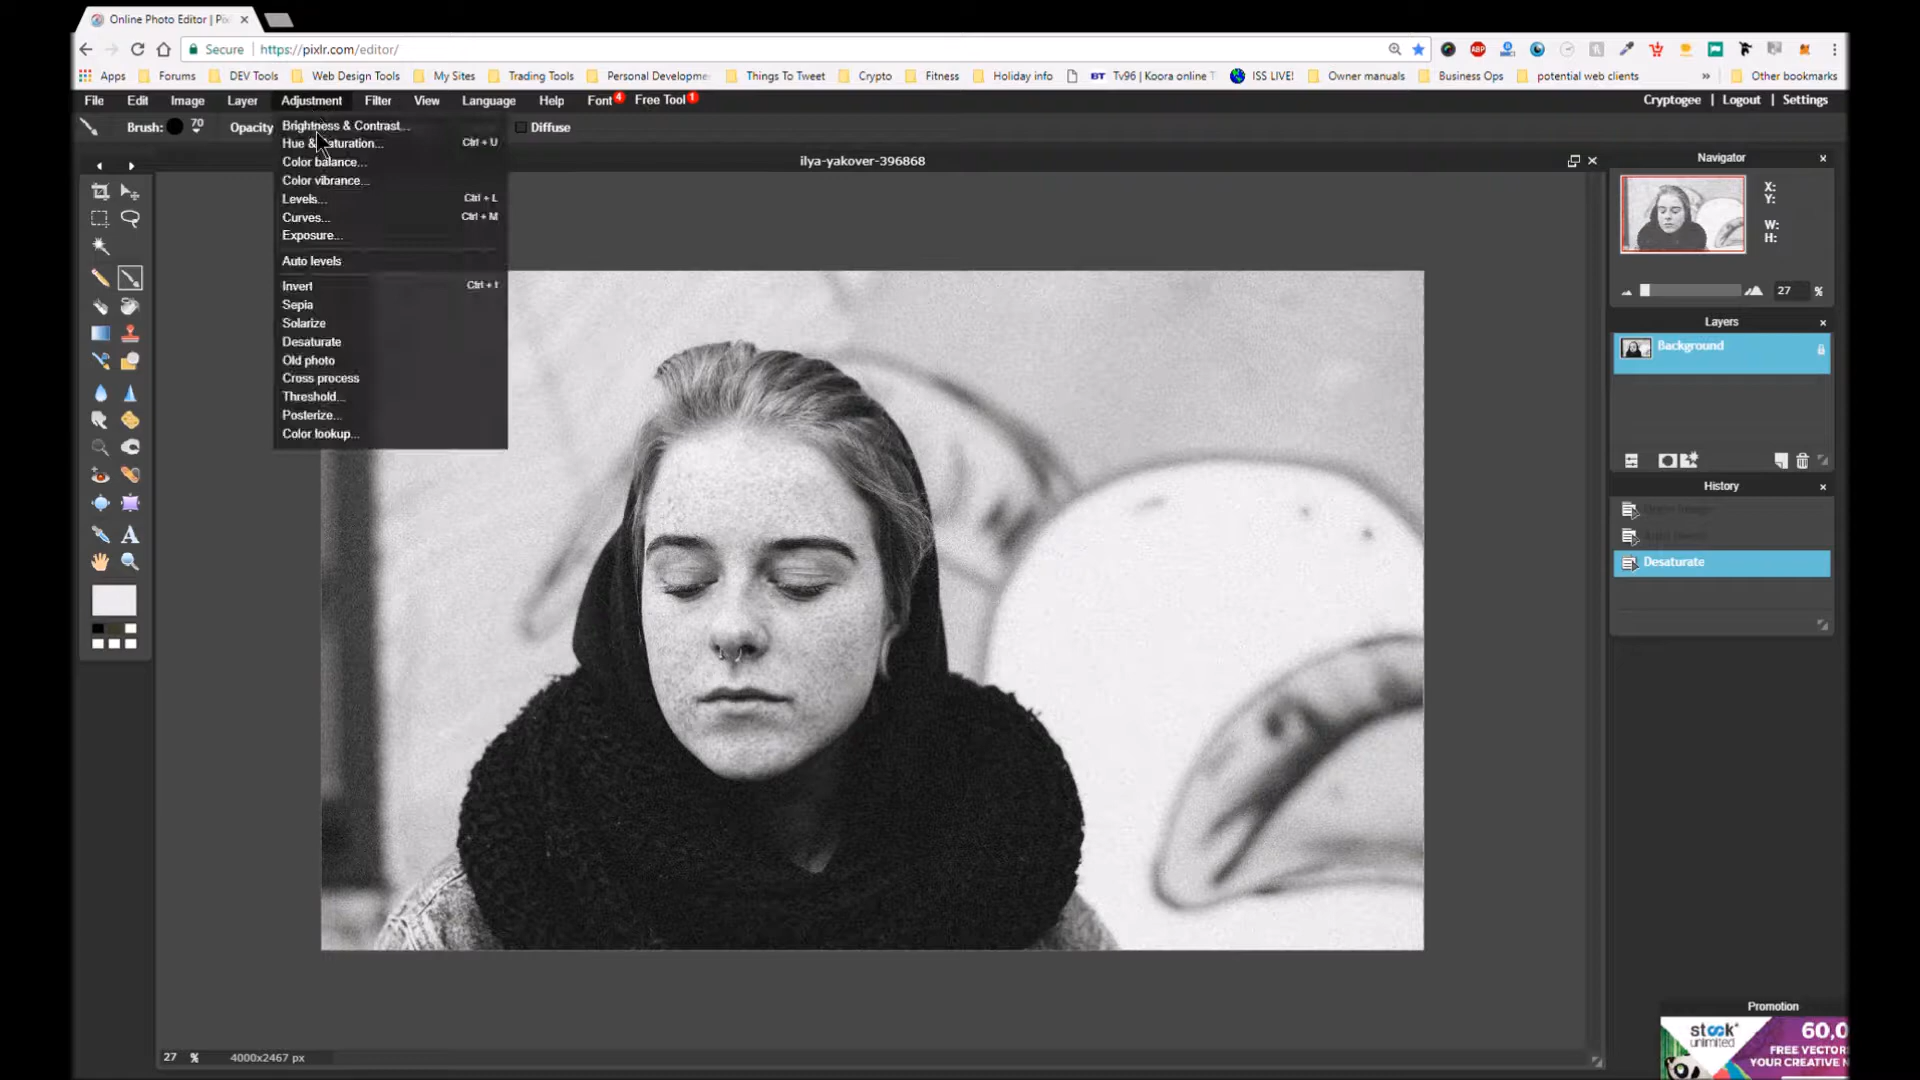 Online Photo Editor | Pix
Secure
https://pixlr.com/editor/
Apps
Forums
DEV Tools
Web Design Tools
My Sites
Trading Tools
Personal Developme
Things To Tweet
Crypto
Fitness
Holiday info
BT Tv96 | Koora online T
ISS LIVE!
Owner manuals
Business Ops
potential web clients
»
Other bookmarks
File
Edit
Image
Layer
Adjustment
Filter
View
Language
Help
Font 4
Free Tool 1
Cryptogee | Logout | Settings
Brush: 70
Opacity
Diffuse
Brightness & Contrast...
Hue & Saturation... Ctrl + U
Color balance...
Color vibrance...
Levels... Ctrl + L
Curves... Ctrl + M
Exposure...
Auto levels
Invert Ctrl + I
Sepia
Solarize
Desaturate
Old photo
Cross process
Threshold...
Posterize...
Color lookup...
ilya-yakover-396868
Navigator
X:
Y:
W:
H:
27 %
Layers
Background
History
Desaturate
27 % 4000x2467 px
Promotion
stock
unlimited
60,0
FREE VECTORS
YOUR CREATIVE N